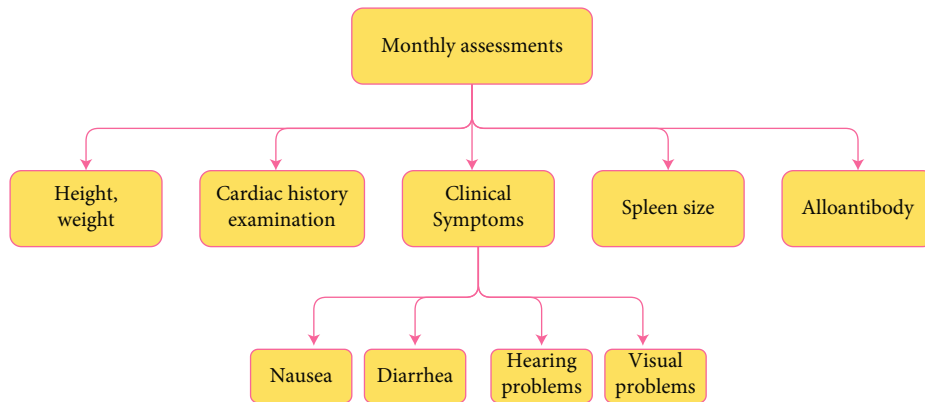 Monthly assessments
Height,
weight
Cardiac history
examination
Clinical
Symptoms
Spleen size
Alloantibody
Nausea
Diarrhea
Hearing
problems
Visual
problems